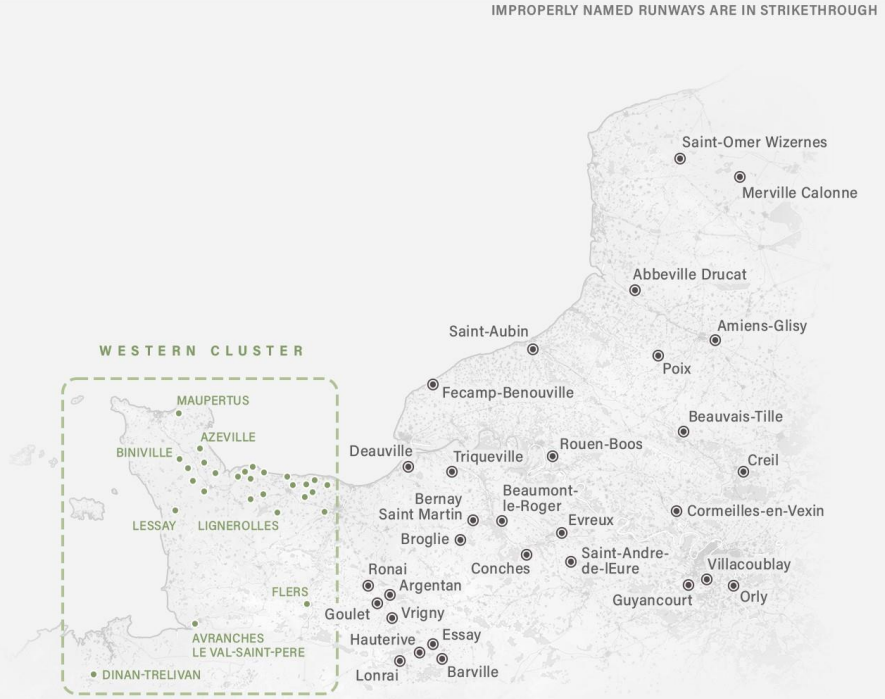 IMPROPERLY NAMED RUNWAYS ARE IN STRIKETHROUGH
Saint-Omer Wizernes
Merville Calonne
Abbeville Drucat
Amiens-Glisy
Saint-Aubin
Poix
WESTERN CLUSTER
Fecamp-Benouville
MAUPERTUS
Beauvais-Tille
AZEVILLE
BINIVILLE
Deauville
Triqueville
Rouen-Boos
Creil
Bernay
Saint Martin
Beaumont-
le-Roger
Cormeilles-en-Vexin
LESSAY
LIGNEROLLES
Evreux
Broglie
Conches
Saint-Andre-
de-lEure
Ronai
Argentan
Villacoublay
FLERS
Goulet
Vrigny
Guyancourt
Orly
AVRANCHES
LE VAL-SAINT-PERE
Hauterive
Essay
DINAN-TRELIVAN
Lonrai
Barville